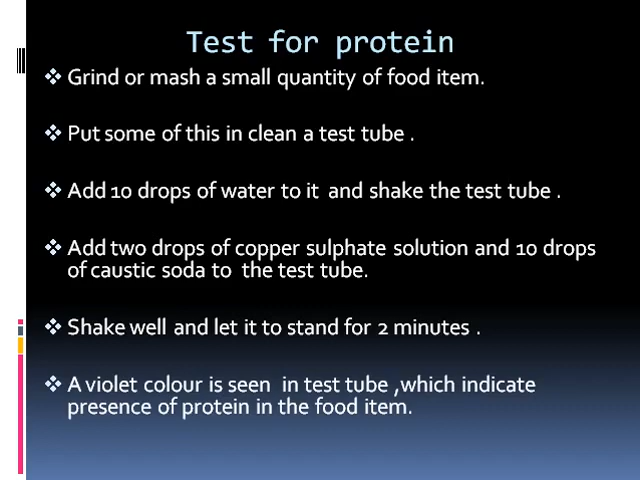 Test for protein
Grind or mash a small quantity of food item.
Put some of this in clean a test tube .
Add 10 drops of water to it and shake the test tube .
Add two drops of copper sulphate solution and 10 drops
of caustic soda to the test tube.
Shake well and let it to stand for 2 minutes .
A violet colour is seen in test tube ,which indicate
presence of protein in the food item.